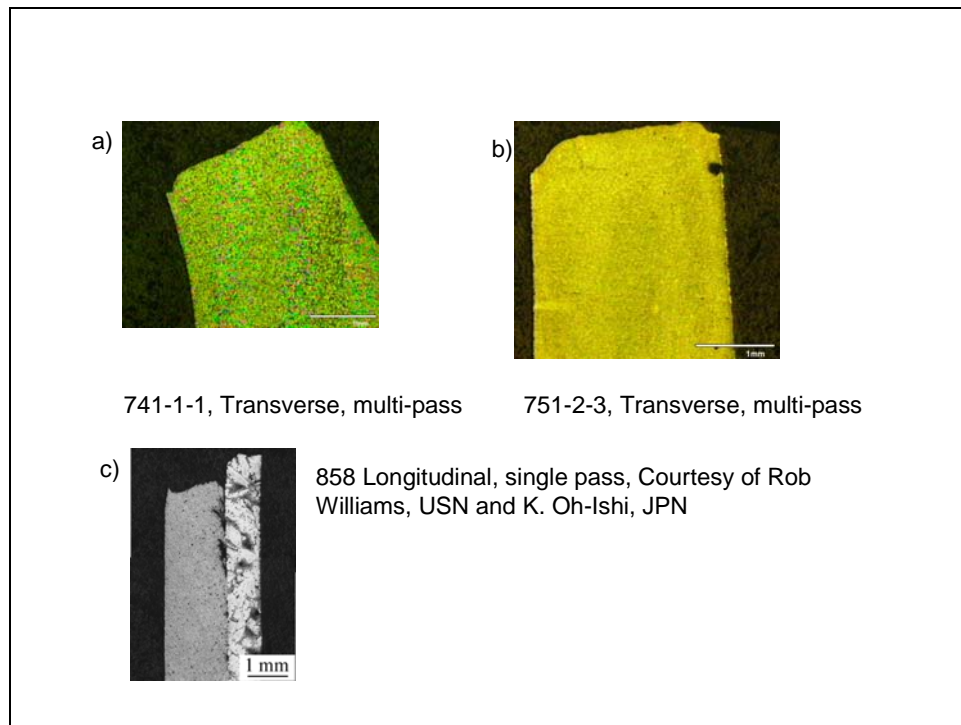 a)
b)
1mm
741-1-1, Transverse, multi-pass
751-2-3, Transverse, multi-pass
c)
858 Longitudinal, single pass, Courtesy of Rob
Williams, USN and K. Oh-Ishi, JPN
1 mm